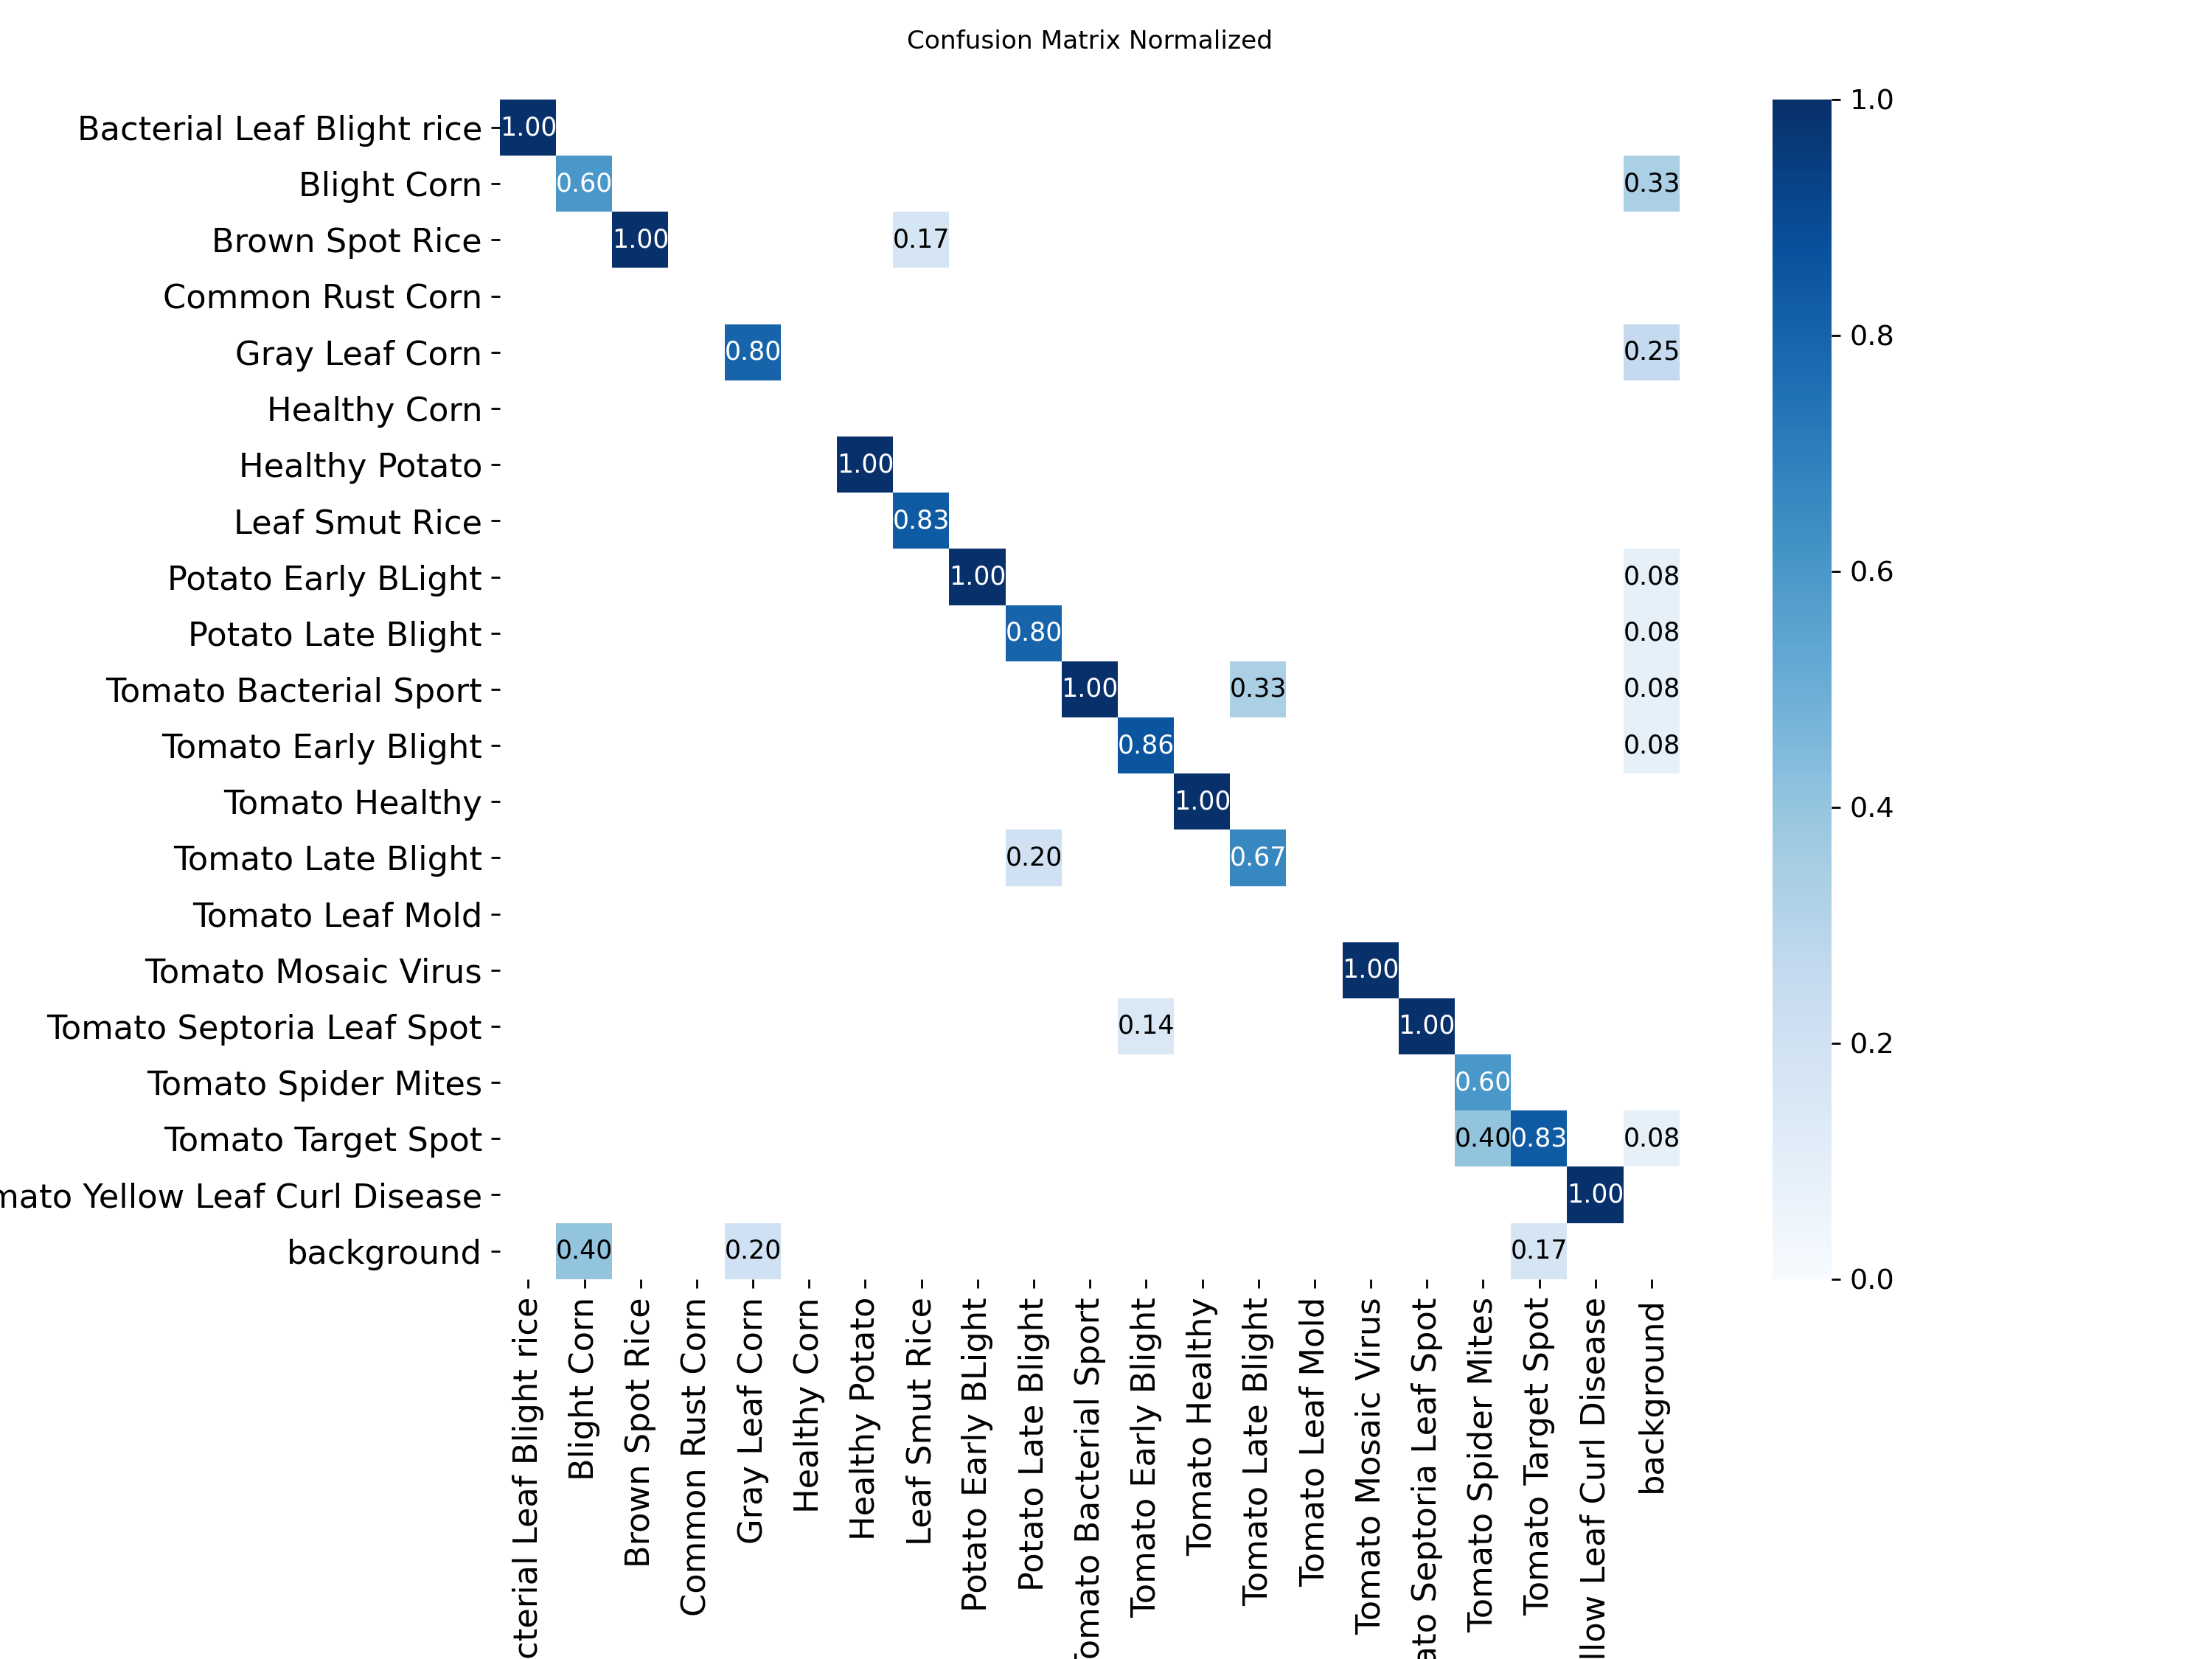 Confusion Matrix Normalized
Bacterial Leaf Blight rice 1.00
Blight Corn 0.60 0.33
Brown Spot Rice 1.00 0.17
Common Rust Corn
Gray Leaf Corn 0.80 0.25
Healthy Corn
Healthy Potato 1.00
Leaf Smut Rice 0.83
Potato Early BLight 1.00 0.08
Potato Late Blight 0.80 0.08
Tomato Bacterial Sport 1.00 0.33 0.08
Tomato Early Blight 0.86 0.08
Tomato Healthy 1.00
Tomato Late Blight 0.20 0.67
Tomato Leaf Mold
Tomato Mosaic Virus 1.00
Tomato Septoria Leaf Spot 0.14 1.00
Tomato Spider Mites 0.60
Tomato Target Spot 0.40 0.83 0.08
mato Yellow Leaf Curl Disease 1.00
background 0.40 0.20 0.17
cterial Leaf Blight rice
Blight Corn
Brown Spot Rice
Common Rust Corn
Gray Leaf Corn
Healthy Corn
Healthy Potato
Leaf Smut Rice
Potato Early BLight
Potato Late Blight
omato Bacterial Sport
Tomato Early Blight
Tomato Healthy
Tomato Late Blight
Tomato Leaf Mold
Tomato Mosaic Virus
ato Septoria Leaf Spot
Tomato Spider Mites
Tomato Target Spot
llow Leaf Curl Disease
background
1.0
0.8
0.6
0.4
0.2
0.0